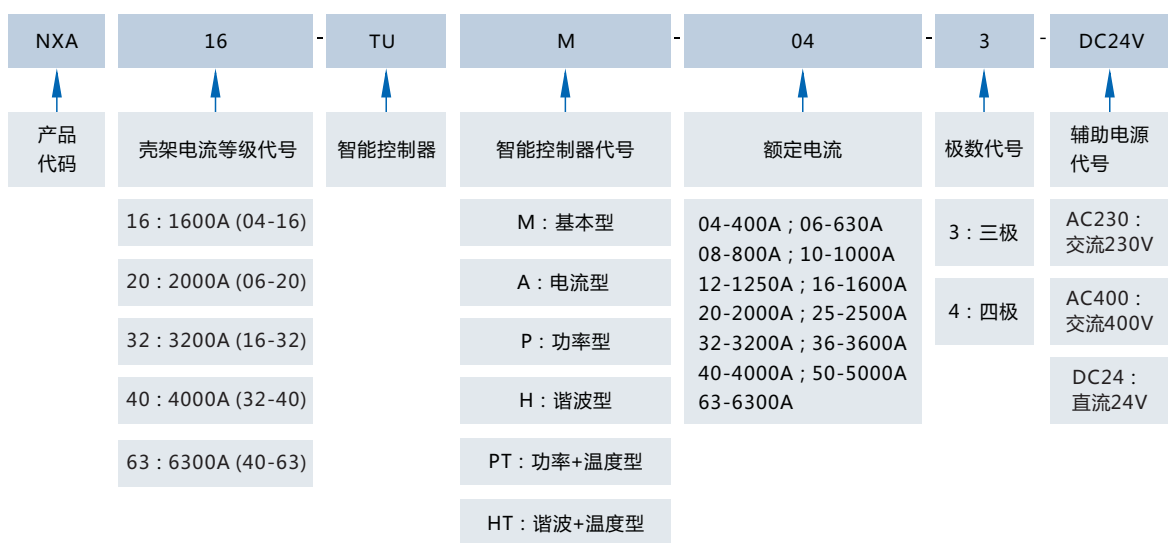 NXA 16 - TU M - 04 - 3 - DC24V
产品
代码
壳架电流等级代号
智能控制器
智能控制器代号
额定电流
极数代号
辅助电源
代号
16：1600A (04-16)
20：2000A (06-20)
32：3200A (16-32)
40：4000A (32-40)
63：6300A (40-63)
M：基本型
A：电流型
P：功率型
H：谐波型
PT：功率+温度型
HT：谐波+温度型
04-400A；06-630A
08-800A；10-1000A
12-1250A；16-1600A
20-2000A；25-2500A
32-3200A；36-3600A
40-4000A；50-5000A
63-6300A
3：三极
4：四极
AC230：
交流230V
AC400：
交流400V
DC24：
直流24V